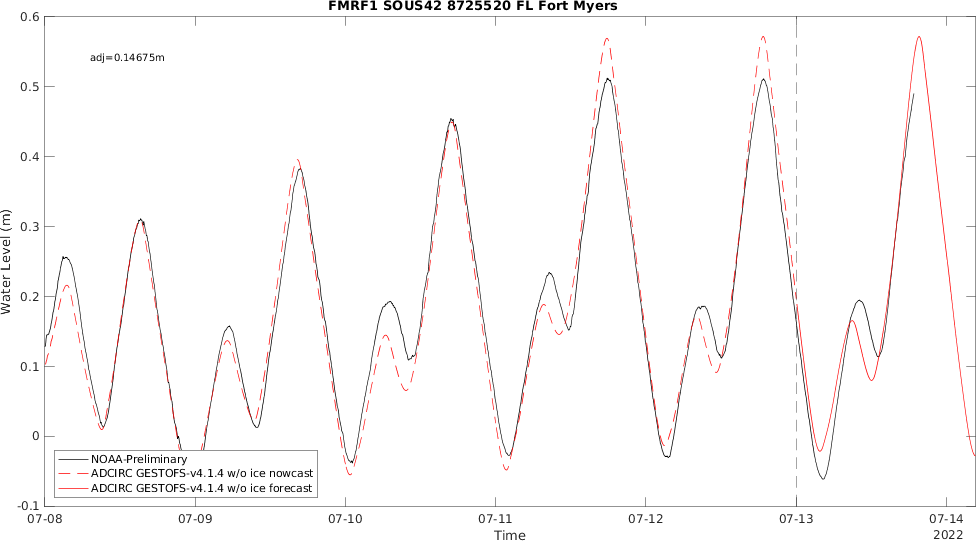 FMRF1 SOUS42 8725520 FL Fort Myers
0.6
adj=0.14675m
0.5
0.4
0.3
0.2
0.1
0
-0.1
Water Level (m)
NOAA-Preliminary
ADCIRC GESTOFS-v4.1.4 w/o ice nowcast
ADCIRC GESTOFS-v4.1.4 w/o ice forecast
07-08 07-09 07-10 07-11 07-12 07-13 07-14
Time
2022